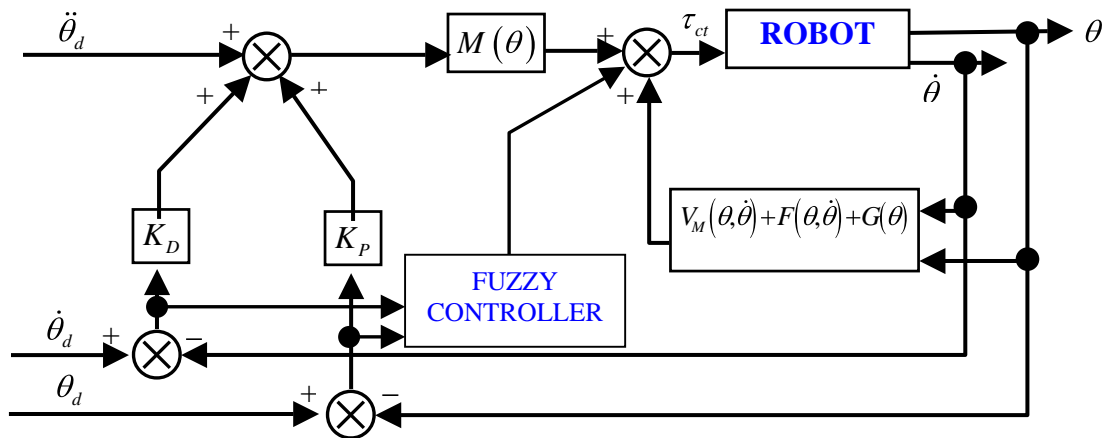 θ̈_d
+
+
+
M(θ)
+
+
τ_ct
ROBOT
θ
θ̇
K_D
K_P
V_M(θ,θ̇)+F(θ,θ̇)+G(θ)
FUZZY
CONTROLLER
θ̇_d
+
−
θ_d
+
−